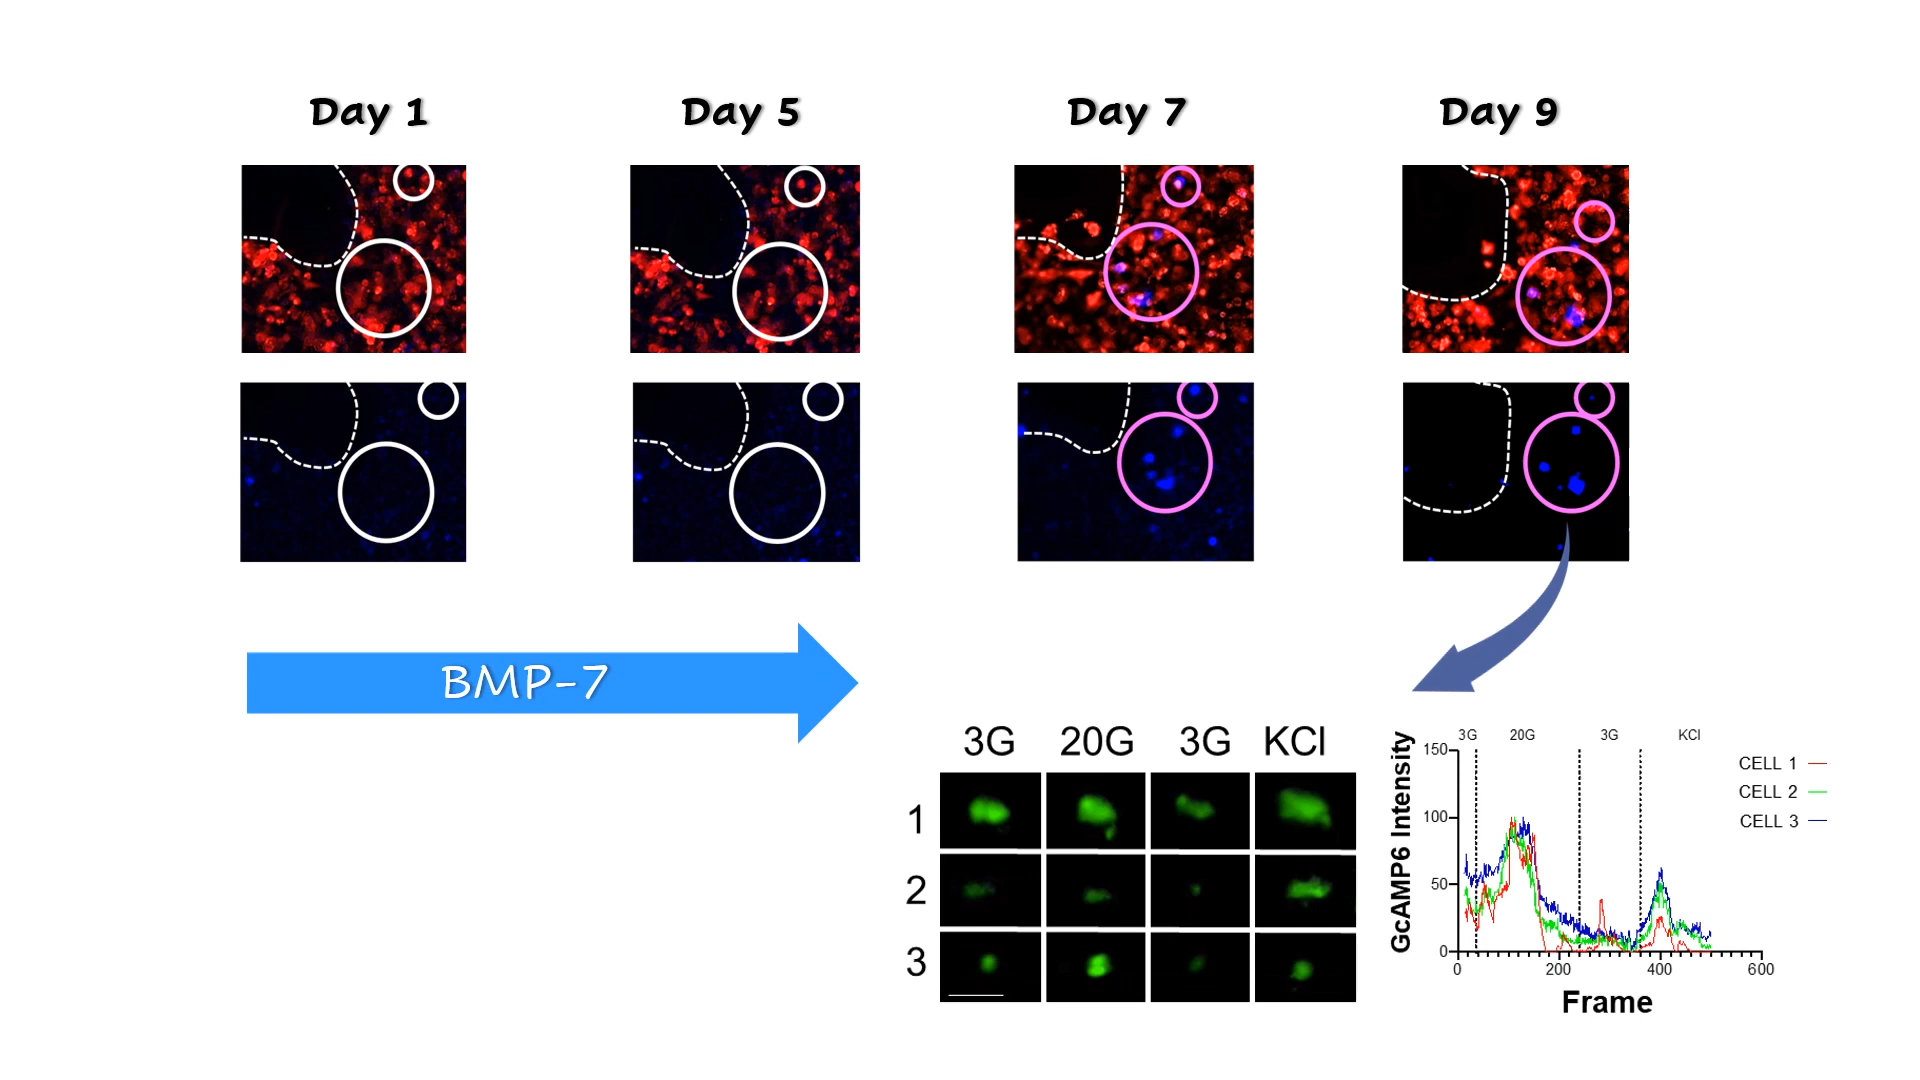 Day 1 Day 5 Day 7 Day 9
BMP-7
3G 20G 3G KCl
1
2
3
GcAMP6 Intensity
3G 20G 3G KCl
150
100
50
0
0 200 400 600
Frame
CELL 1
CELL 2
CELL 3